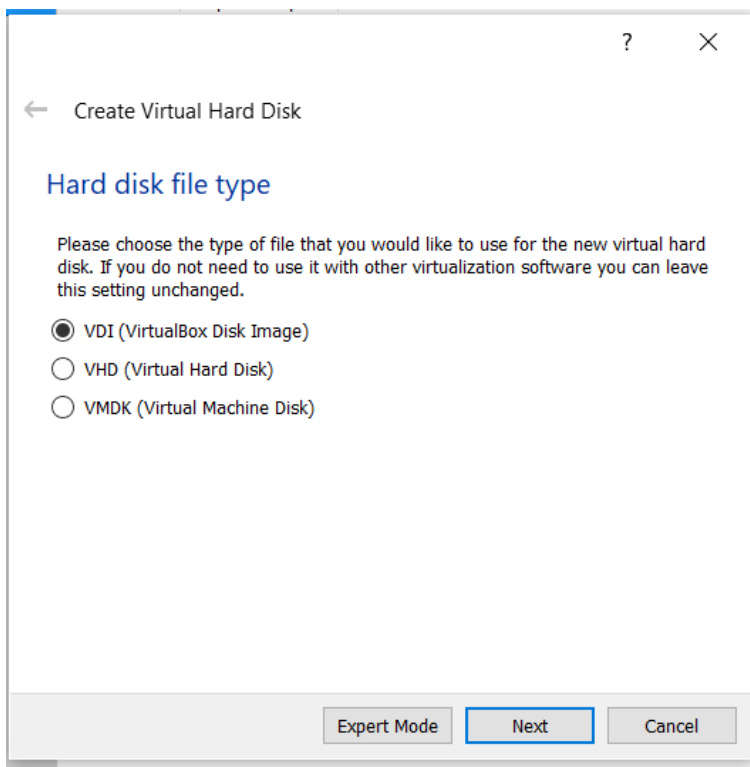 ?
Create Virtual Hard Disk
Hard disk file type
Please choose the type of file that you would like to use for the new virtual hard
disk. If you do not need to use it with other virtualization software you can leave
this setting unchanged.
VDI (VirtualBox Disk Image)
VHD (Virtual Hard Disk)
VMDK (Virtual Machine Disk)
Expert Mode Next Cancel